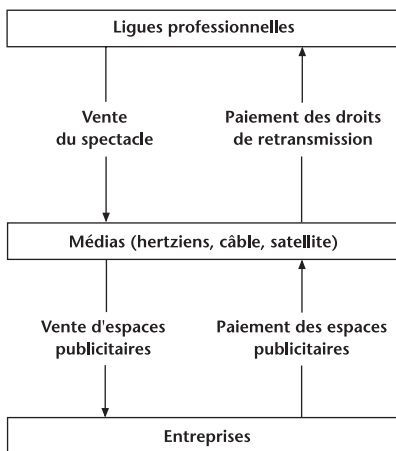 Ligues professionnelles
Vente
du spectacle
Paiement des droits
de retransmission
Médias (hertziens, câble, satellite)
Vente d'espaces
publicitaires
Paiement des espaces
publicitaires
Entreprises